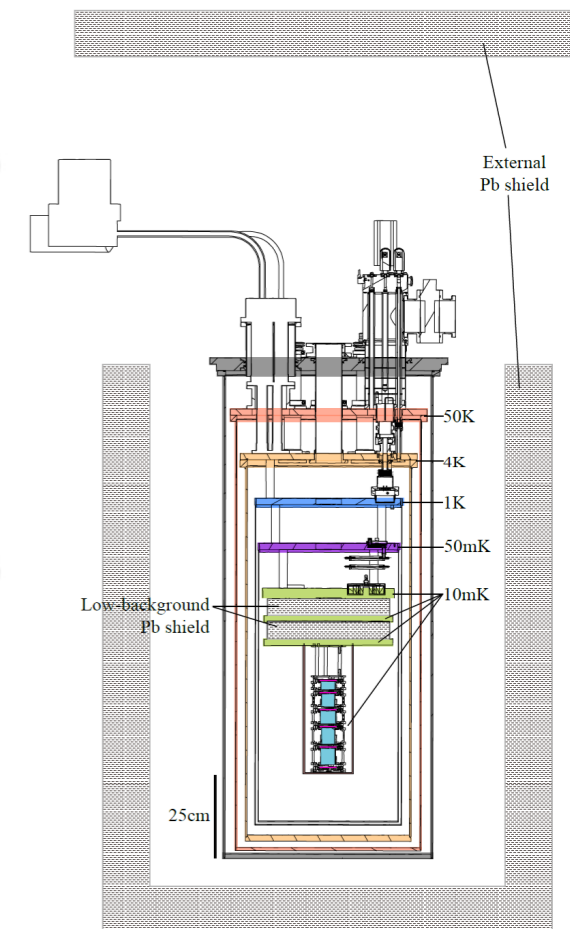 External
Pb shield
50K
4K
1K
50mK
10mK
Low-background
Pb shield
25cm